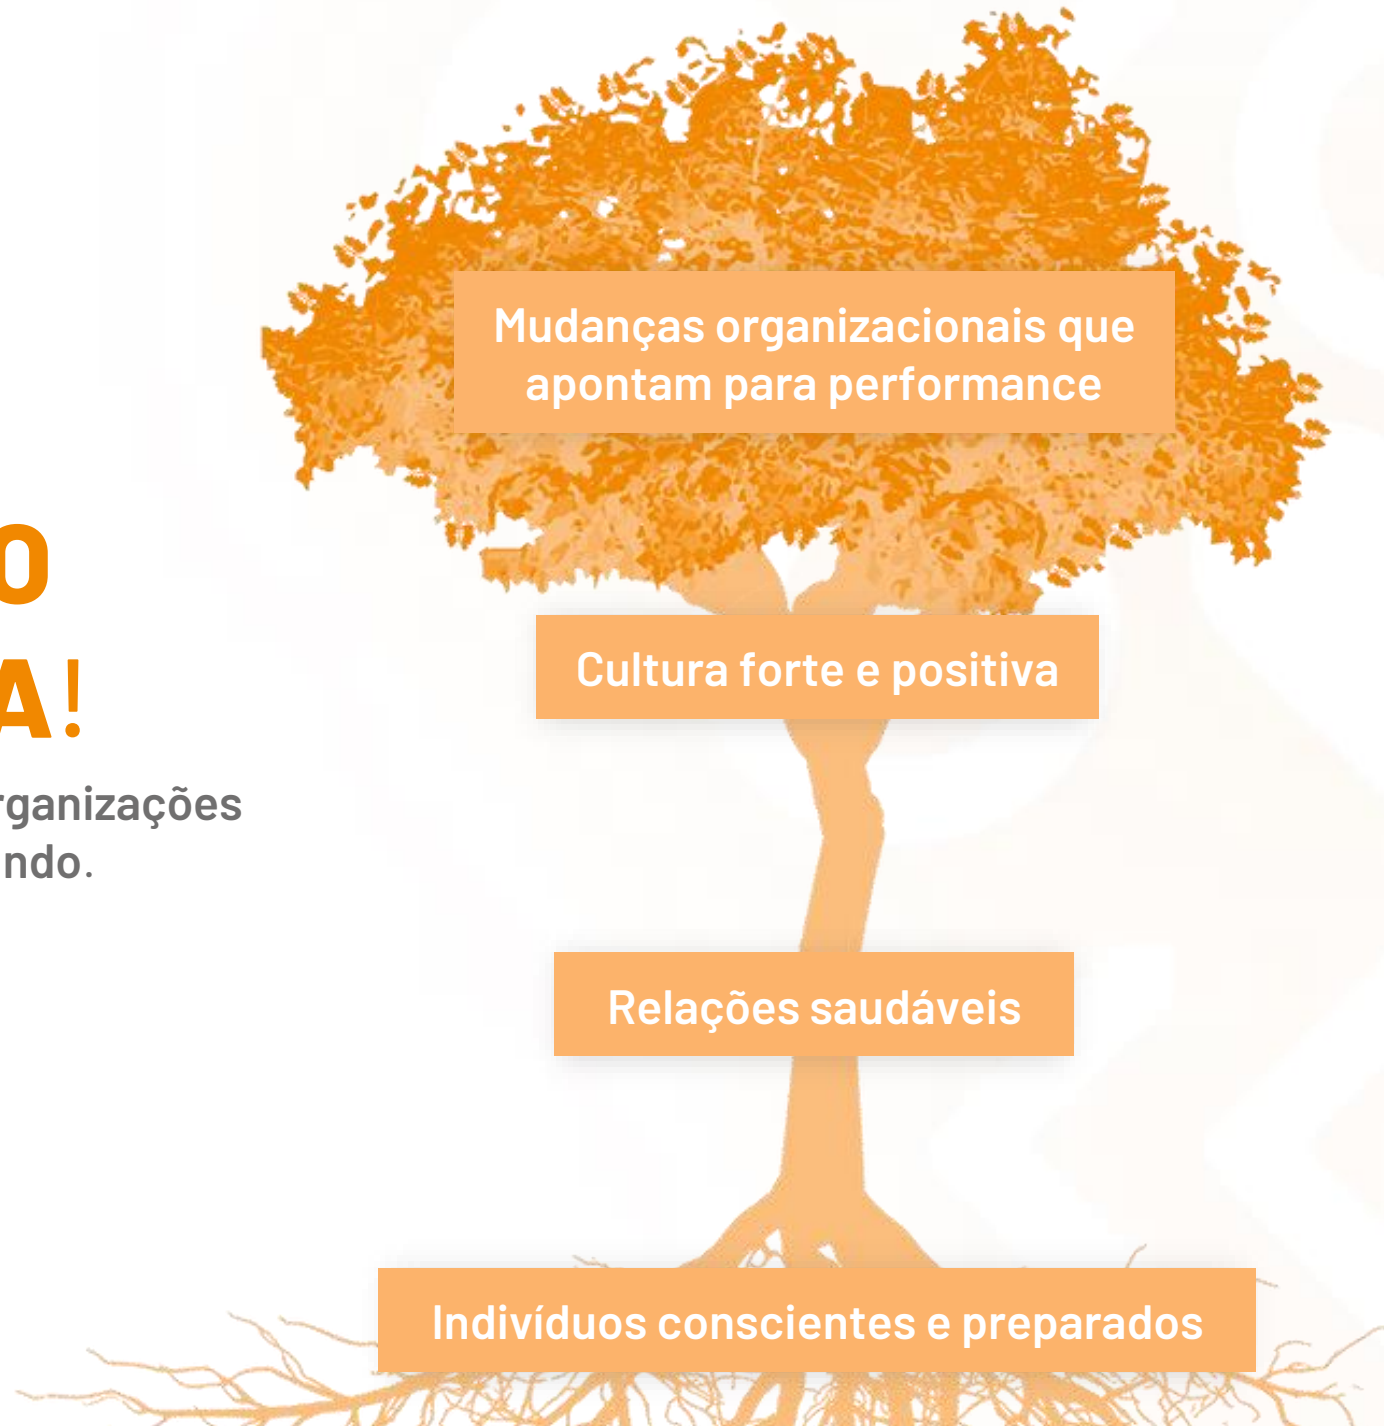 Mudanças organizacionais que
apontam para performance
O
A!
rganizações
ndo.
Cultura forte e positiva
Relações saudáveis
Indivíduos conscientes e preparados